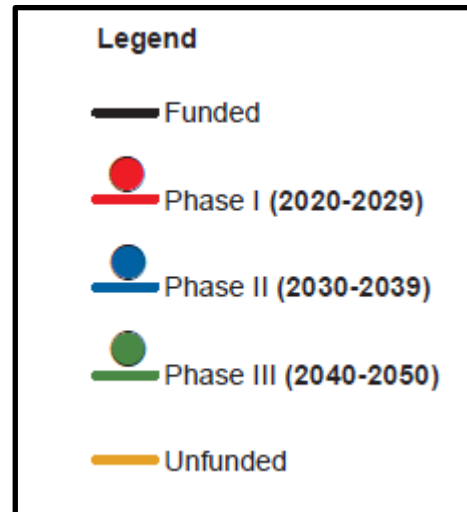 Legend
Funded
Phase I (2020-2029)
Phase II (2030-2039)
Phase III (2040-2050)
Unfunded